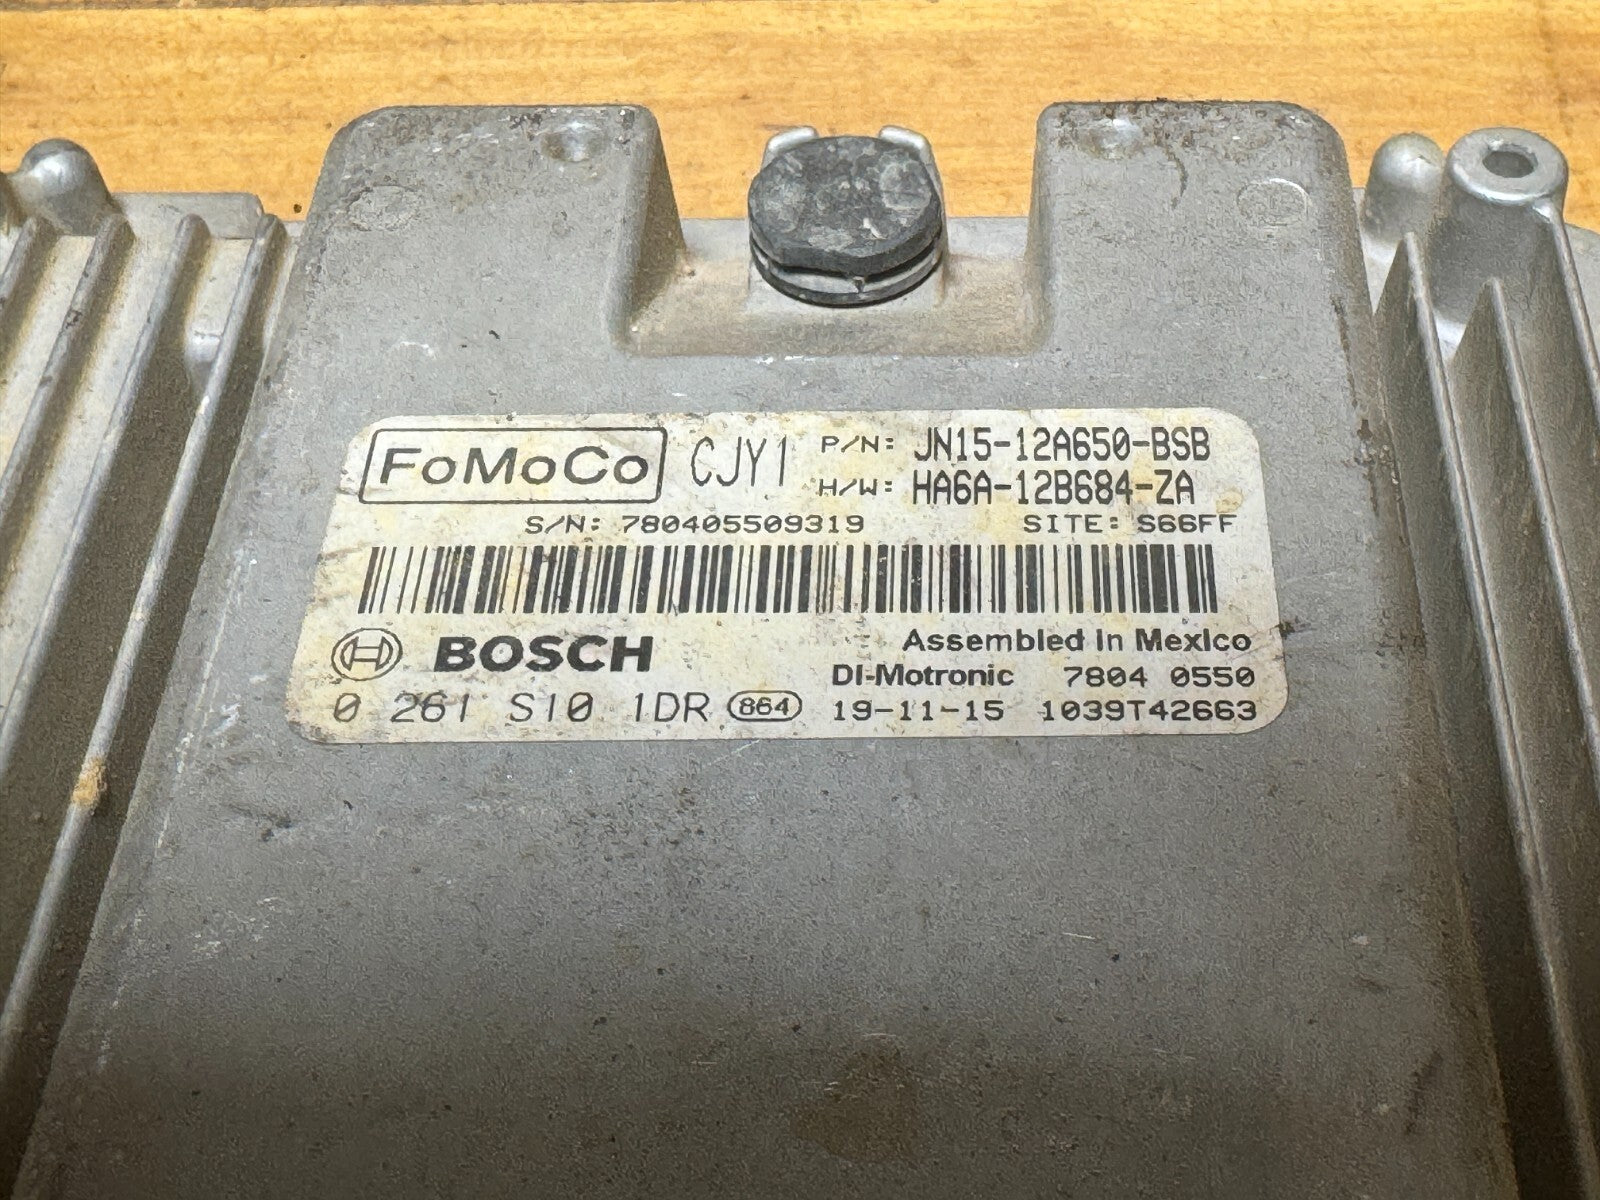 FoMoCo CJY1 P/N: JN15-12A650-BSB
H/W: HA6A-12B684-ZA
S/N: 780405509319 SITE: S66FF
BOSCH Assembled in Mexico
DI-Motronic 7804 0550
0 261 S10 1DR 864 19-11-15 1039T42663